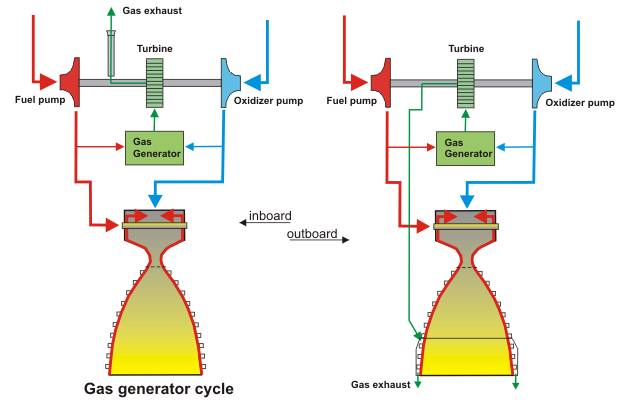 Gas exhaust
Turbine
Fuel pump
Oxidizer pump
Gas
Generator
Turbine
Fuel pump
Oxidizer pump
Gas
Generator
inboard
outboard
Gas generator cycle
Gas exhaust